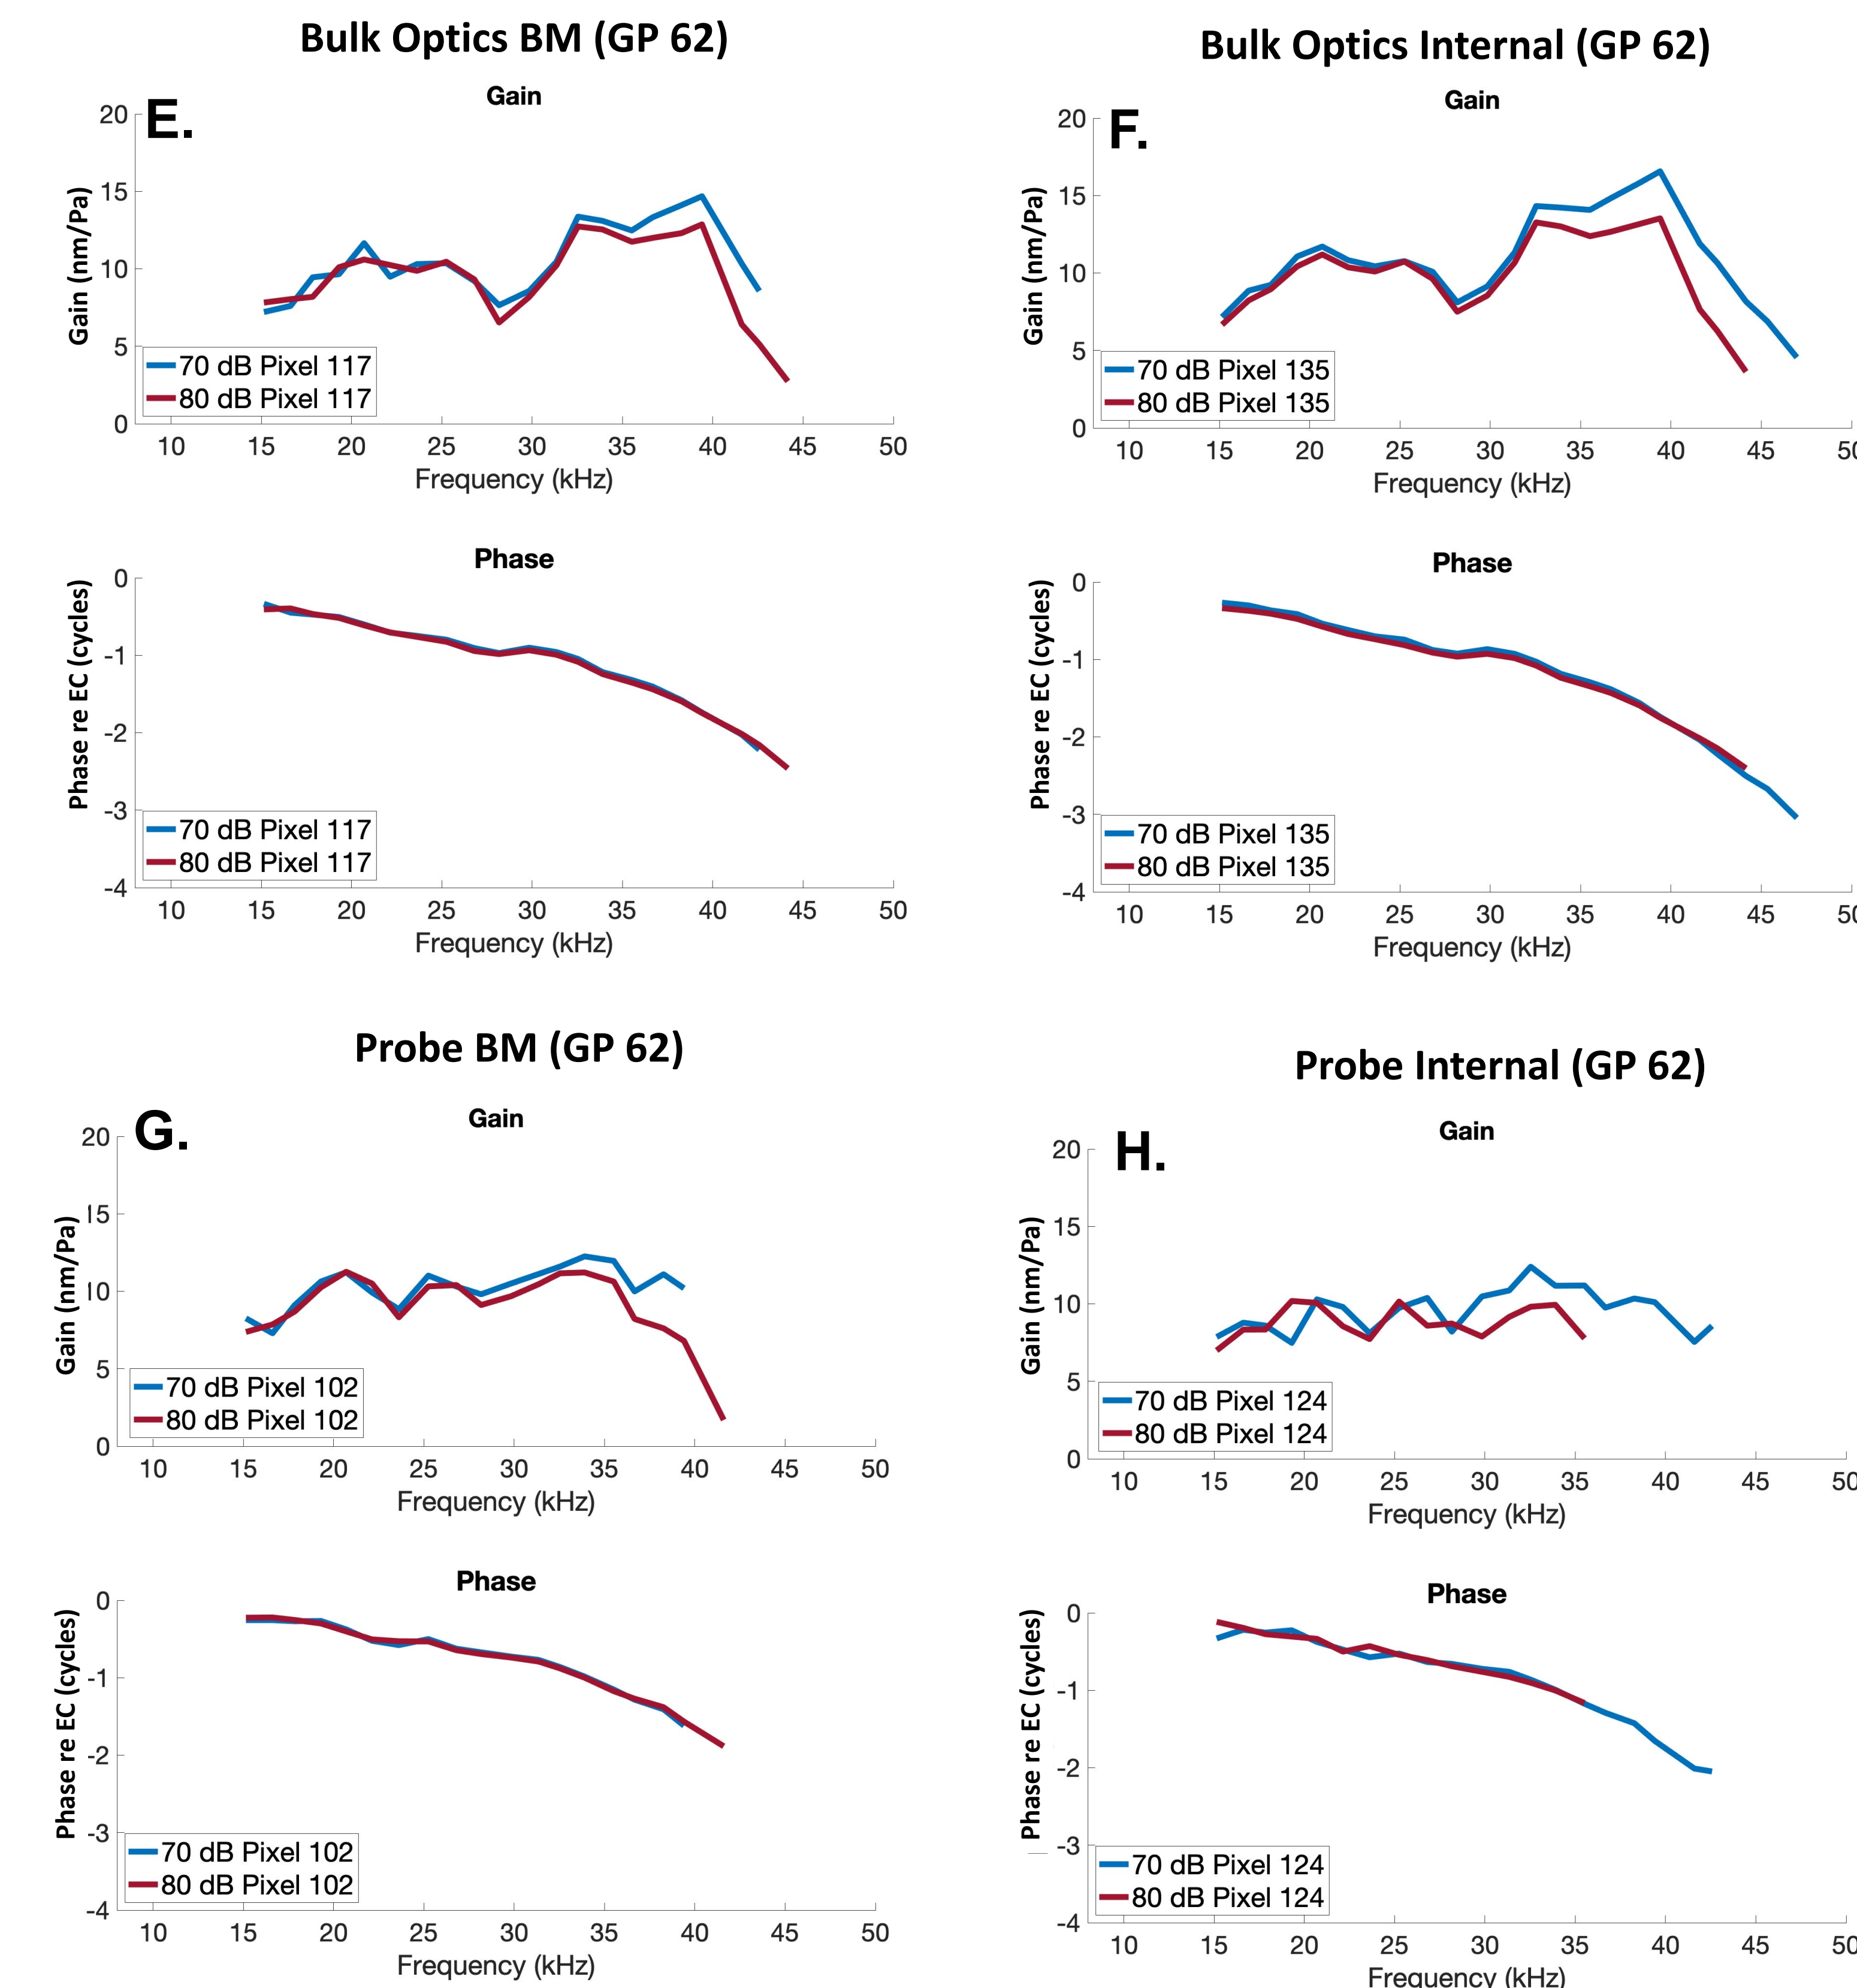 Bulk Optics BM (GP 62)
E.
Gain
Gain (nm/Pa)
20
15
10
5
0
70 dB Pixel 117
80 dB Pixel 117
10 15 20 25 30 35 40 45 50
Frequency (kHz)
Phase
Phase re EC (cycles)
0
-1
-2
-3
-4
70 dB Pixel 117
80 dB Pixel 117
10 15 20 25 30 35 40 45 50
Frequency (kHz)
Bulk Optics Internal (GP 62)
F.
Gain
Gain (nm/Pa)
20
15
10
5
0
70 dB Pixel 135
80 dB Pixel 135
10 15 20 25 30 35 40 45 50
Frequency (kHz)
Phase
Phase re EC (cycles)
0
-1
-2
-3
-4
70 dB Pixel 135
80 dB Pixel 135
10 15 20 25 30 35 40 45 50
Frequency (kHz)
Probe BM (GP 62)
G.
Gain
Gain (nm/Pa)
20
15
10
5
0
70 dB Pixel 102
80 dB Pixel 102
10 15 20 25 30 35 40 45 50
Frequency (kHz)
Phase
Phase re EC (cycles)
0
-1
-2
-3
-4
70 dB Pixel 102
80 dB Pixel 102
10 15 20 25 30 35 40 45 50
Frequency (kHz)
Probe Internal (GP 62)
H.
Gain
Gain (nm/Pa)
20
15
10
5
0
70 dB Pixel 124
80 dB Pixel 124
10 15 20 25 30 35 40 45 50
Frequency (kHz)
Phase
Phase re EC (cycles)
0
-1
-2
-3
-4
70 dB Pixel 124
80 dB Pixel 124
10 15 20 25 30 35 40 45 50
Frequency (kHz)